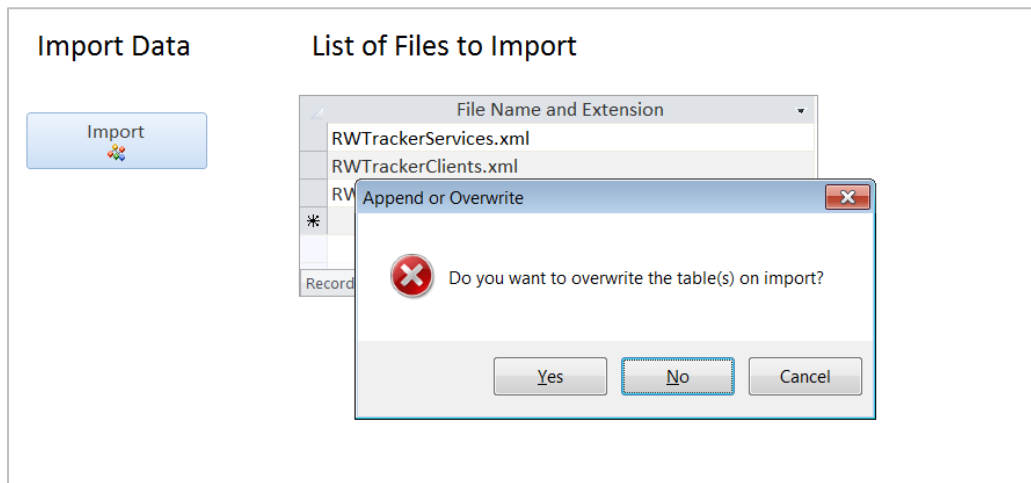 Import Data
List of Files to Import
Import
File Name and Extension
RWTrackerServices.xml
RWTrackerClients.xml
RW
Append or Overwrite
Do you want to overwrite the table(s) on import?
Record
Yes
No
Cancel